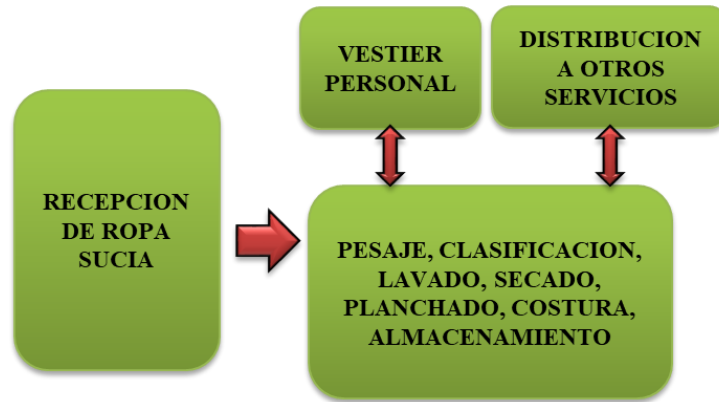 VESTIER
PERSONAL
DISTRIBUCION
A OTROS
SERVICIOS
RECEPCION
DE ROPA
SUCIA
PESAJE, CLASIFICACION,
LAVADO, SECADO,
PLANCHADO, COSTURA,
ALMACENAMIENTO